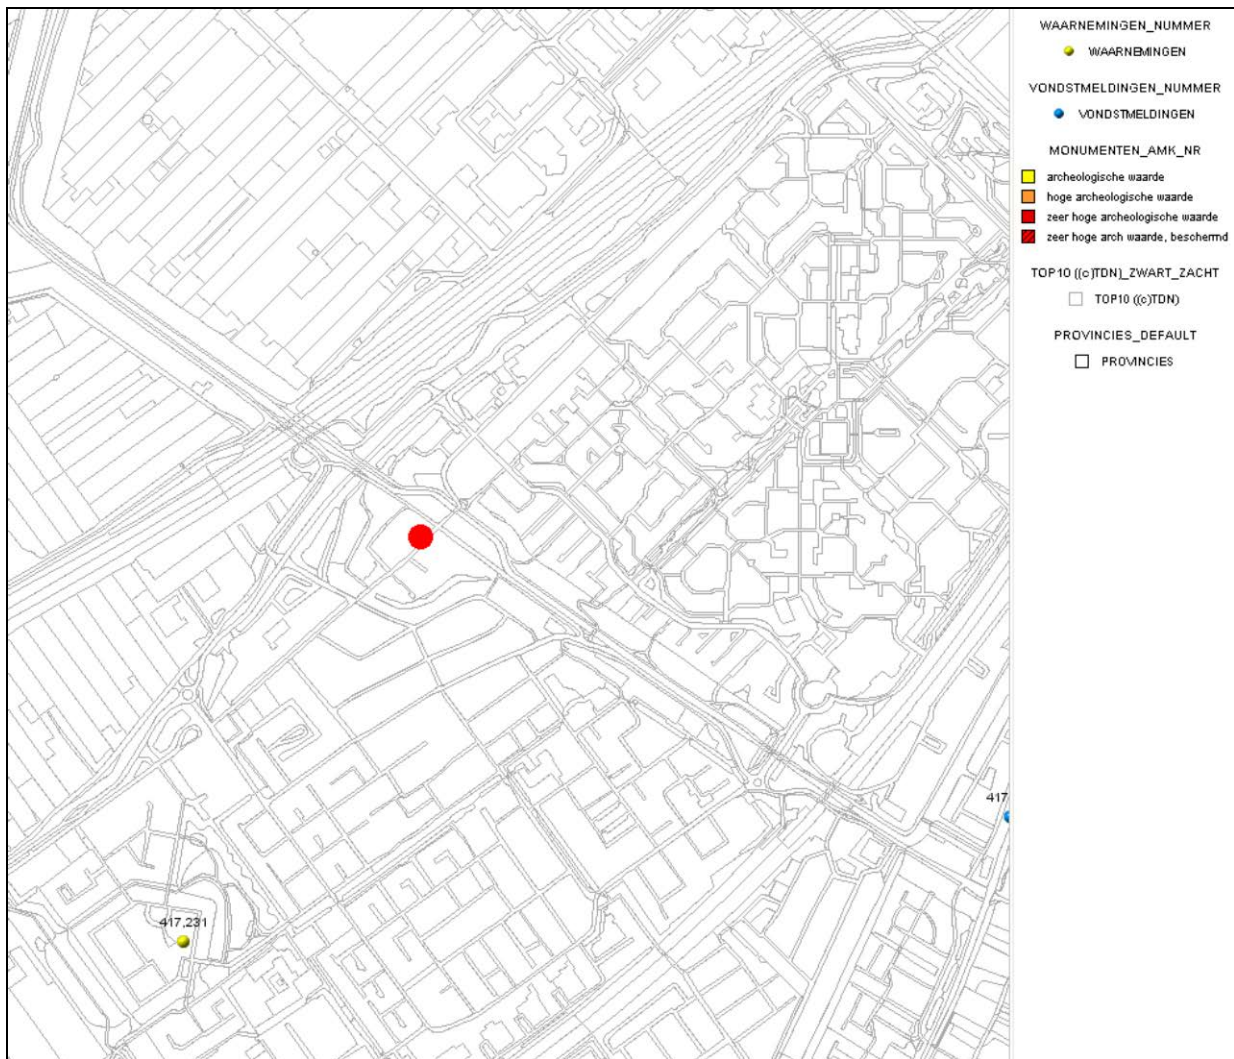 WAARNEMINGEN_NUMMER
WAARNEMINGEN
VONDSTMELDINGEN_NUMMER
VONDSTMELDINGEN
MONUMENTEN_AMK_NR
archeologische waarde
hoge archeologische waarde
zeer hoge archeologische waarde
zeer hoge arch waarde, beschermd
TOP10 ((c)TDN)_ZWART_ZACHT
TOP10 ((c)TDN)
PROVINCIES_DEFAULT
PROVINCIES
417
417,231